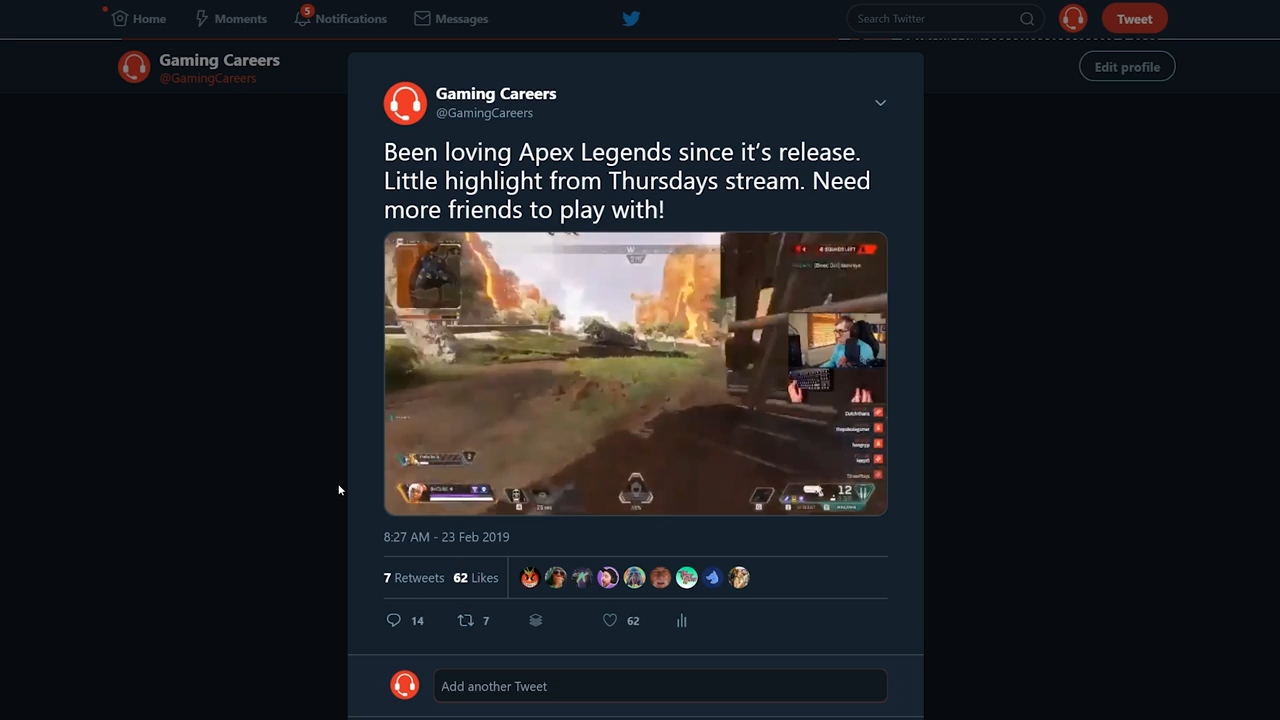 Home
Moments
5
Notifications
Messages
Search Twitter
Tweet
Gaming Careers
@GamingCareers
Edit profile
Gaming Careers
@GamingCareers
Been loving Apex Legends since it’s release.
Little highlight from Thursdays stream. Need
more friends to play with!
W
12
8:27 AM - 23 Feb 2019
7 Retweets 62 Likes
14
7
62
Add another Tweet